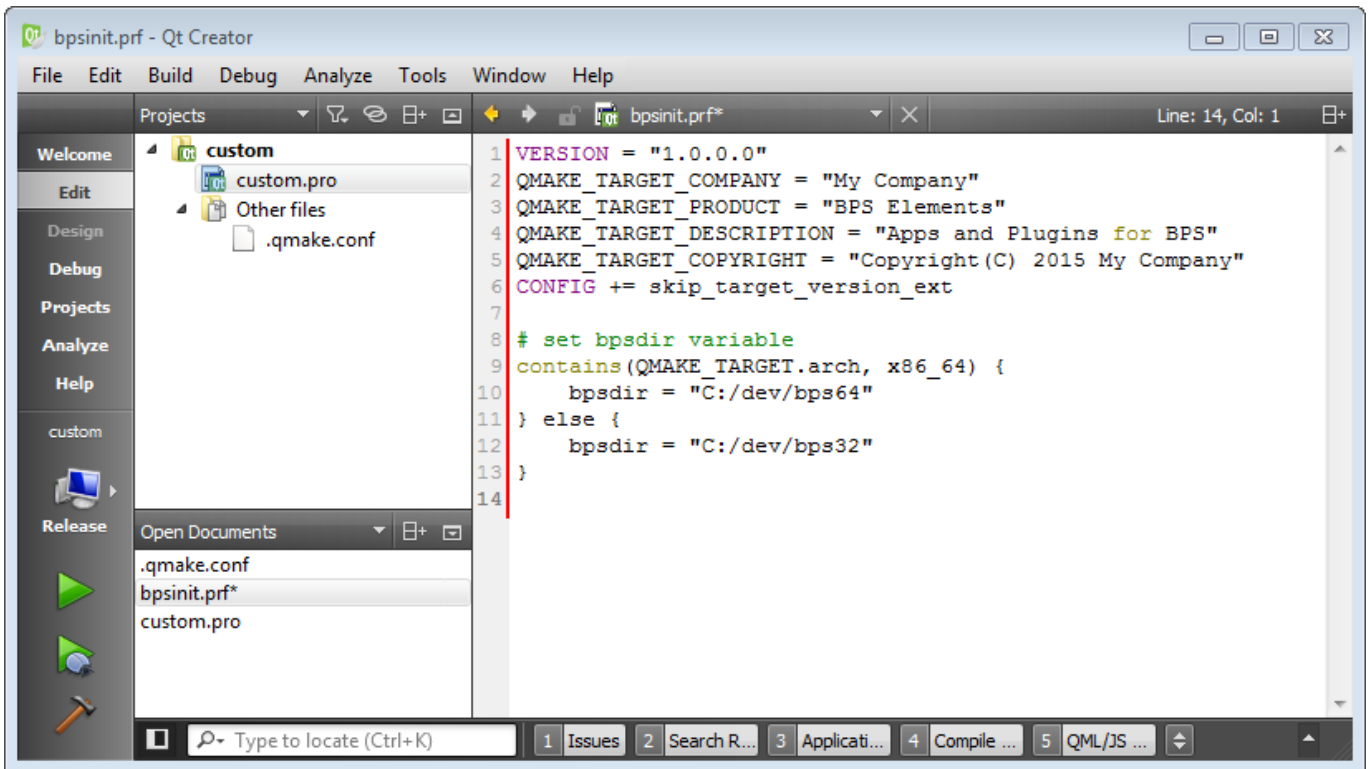 bpsinit.prf - Qt Creator
File Edit Build Debug Analyze Tools Window Help
Projects
bpsinit.prf*
Line: 14, Col: 1
Welcome
Edit
Design
Debug
Projects
Analyze
Help
custom
Release
custom
custom.pro
Other files
.qmake.conf
Open Documents
.qmake.conf
bpsinit.prf*
custom.pro
1 VERSION = "1.0.0.0"
2 QMAKE_TARGET_COMPANY = "My Company"
3 QMAKE_TARGET_PRODUCT = "BPS Elements"
4 QMAKE_TARGET_DESCRIPTION = "Apps and Plugins for BPS"
5 QMAKE_TARGET_COPYRIGHT = "Copyright(C) 2015 My Company"
6 CONFIG += skip_target_version_ext
7
8 # set bpsdir variable
9 contains(QMAKE_TARGET.arch, x86_64) {
10     bpsdir = "C:/dev/bps64"
11 } else {
12     bpsdir = "C:/dev/bps32"
13 }
14
Type to locate (Ctrl+K)
1 Issues 2 Search R... 3 Applicati... 4 Compile ... 5 QML/JS ...